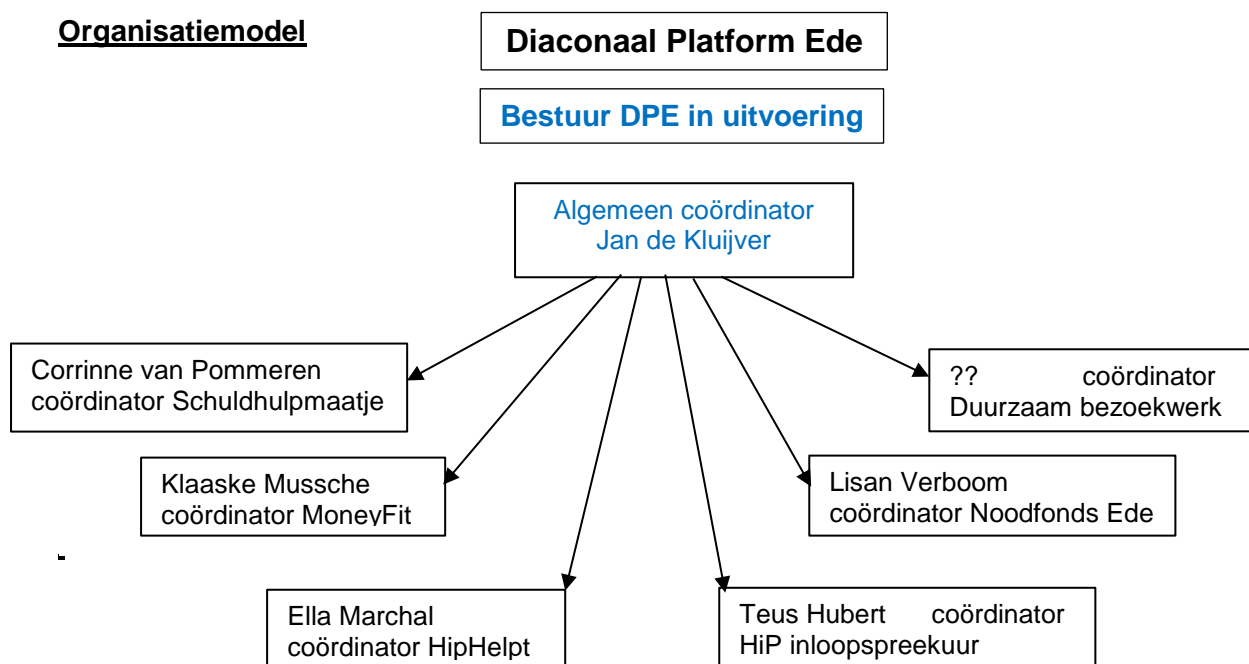 Organisatiemodel
Diaconaal Platform Ede
Bestuur DPE in uitvoering
Algemeen coördinator
Jan de Kluijver
Corrinne van Pommeren
coördinator Schuldhulpmaatje
?? coördinator
Duurzaam bezoekwerk
Klaaske Mussche
coördinator MoneyFit
Lisan Verboom
coördinator Noodfonds Ede
Ella Marchal
coördinator HipHelpt
Teus Hubert coördinator
HiP inloopspreekuur